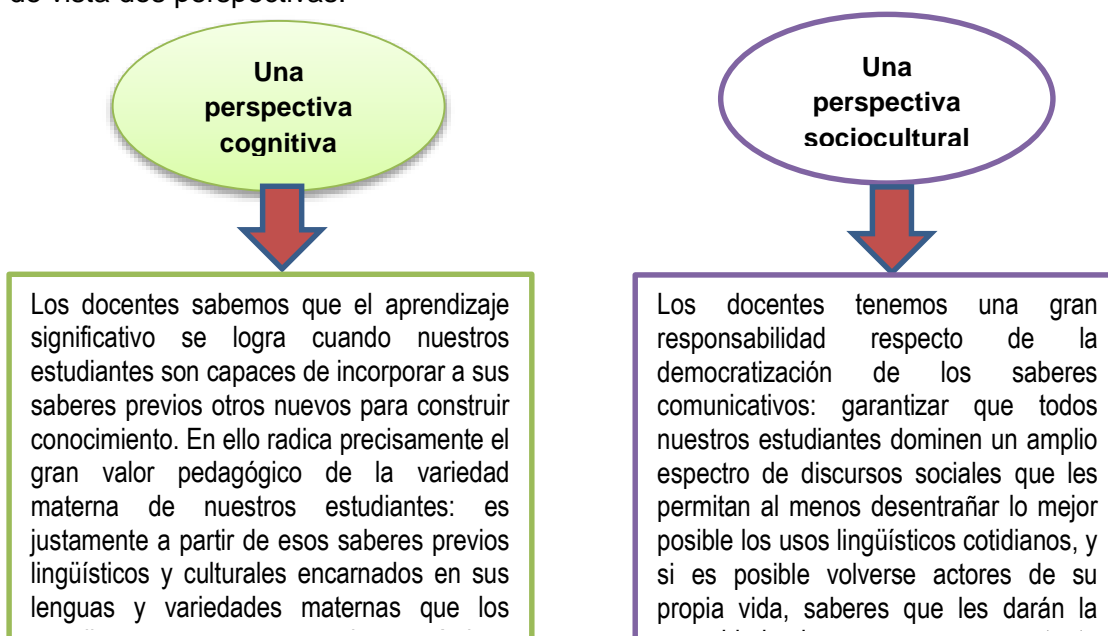 de vista dos perspectivas:
Una
perspectiva
cognitiva
Una
perspectiva
sociocultural
Los docentes sabemos que el aprendizaje
significativo se logra cuando nuestros
estudiantes son capaces de incorporar a sus
saberes previos otros nuevos para construir
conocimiento. En ello radica precisamente el
gran valor pedagógico de la variedad
materna de nuestros estudiantes: es
justamente a partir de esos saberes previos
lingüísticos y culturales encarnados en sus
lenguas y variedades maternas que los
Los docentes tenemos una gran
responsabilidad respecto de la
democratización de los saberes
comunicativos: garantizar que todos
nuestros estudiantes dominen un amplio
espectro de discursos sociales que les
permitan al menos desentrañar lo mejor
posible los usos lingüísticos cotidianos, y
si es posible volverse actores de su
propia vida, saberes que les darán la